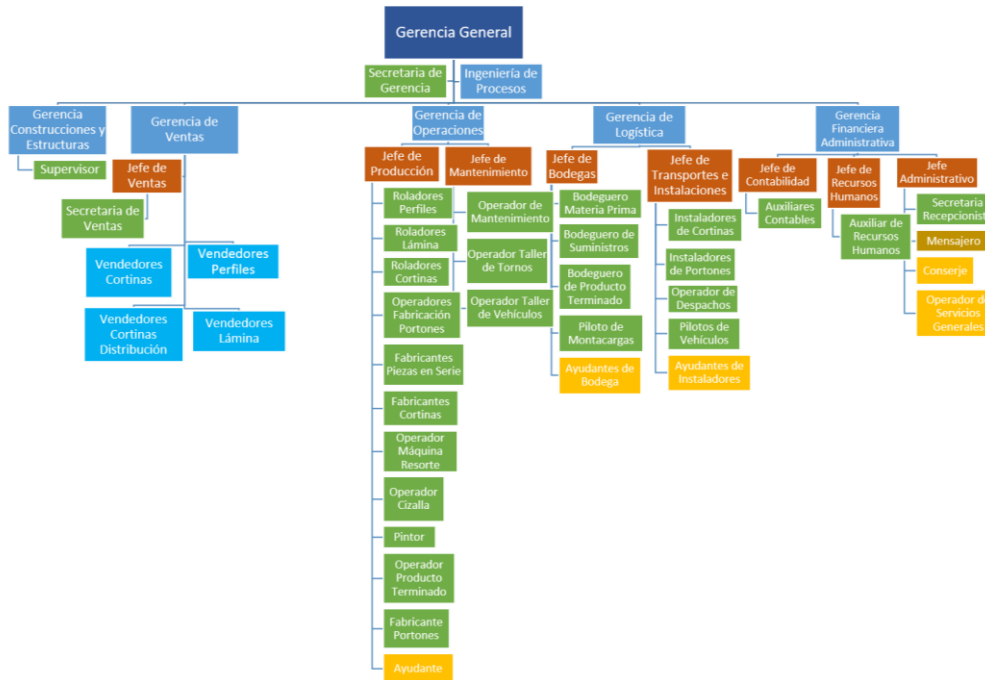 Gerencia General
Secretaria de
Gerencia
Ingeniería de
Procesos
Gerencia
Construcciones y
Estructuras
Supervisor
Gerencia de
Ventas
Jefe de
Ventas
Secretaria de
Ventas
Vendedores
Cortinas
Vendedores
Perfiles
Vendedores
Cortinas
Distribución
Vendedores
Lámina
Gerencia
de
Operaciones
Jefe de
Producción
Roladores
Perfiles
Roladores
Lámina
Roladores
Cortinas
Operadores
Fabricación
Portones
Fabricantes
Piezas en Serie
Fabricantes
Cortinas
Operador
Máquina
Resorte
Operador
Cizalla
Pintor
Operador
Producto
Terminado
Fabricante
Portones
Ayudante
Jefe de
Mantenimiento
Operador de
Mantenimiento
Operador Taller
de Tornos
Operador Taller
de Vehículos
Gerencia de
Logística
Jefe de
Bodegas
Bodeguero
Materia Prima
Bodeguero de
Suministros
Bodeguero
de Producto
Terminado
Piloto de
Montacargas
Ayudantes de
Bodega
Jefe de
Transportes e
Instalaciones
Instaladores
de Cortinas
Instaladores
de Portones
Operador de
Despachos
Pilotos de
Vehículos
Ayudantes de
Instaladores
Gerencia
Financiera
Administrativa
Jefe de
Contabilidad
Auxiliares
Contables
Jefe de
Recursos
Humanos
Auxiliar de
Recursos
Humanos
Jefe
Administrativo
Secretaria
Recepcionist
Mensajero
Conserje
Operador de
Servicios
Generales